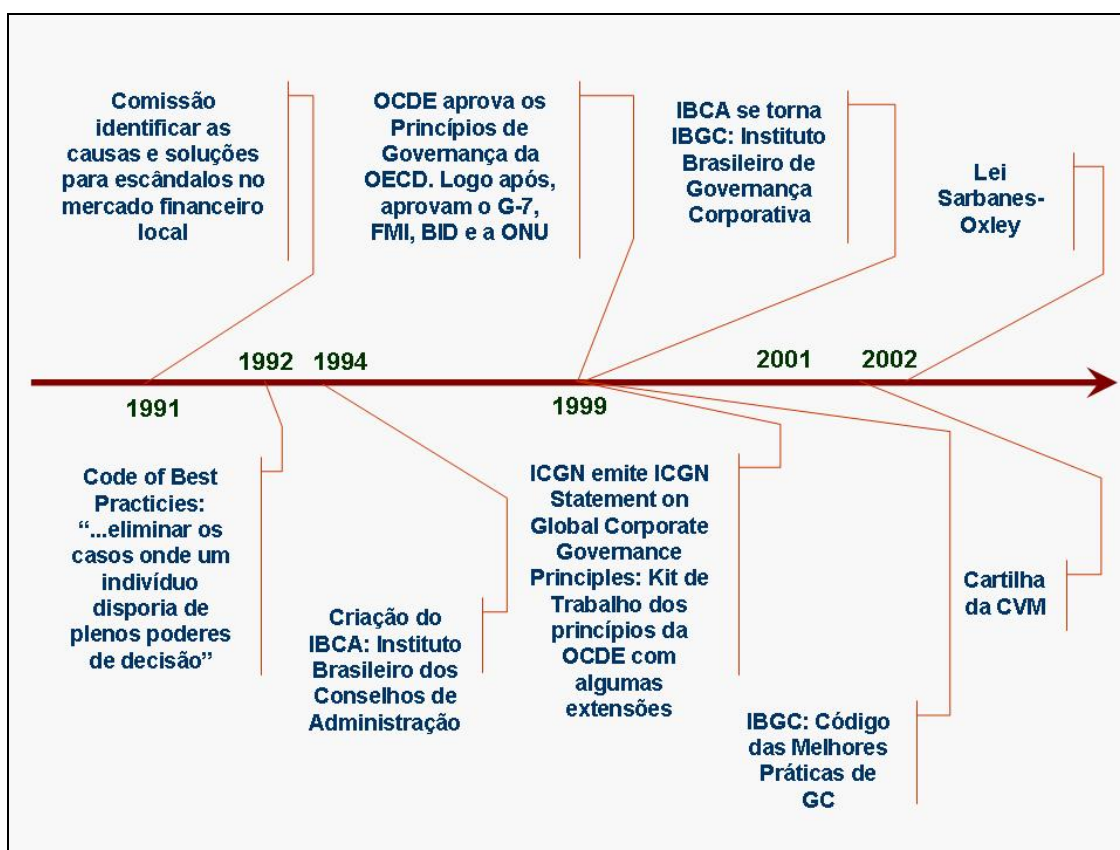 Comissão
identificar as
causas e soluções
para escândalos no
mercado financeiro
local
OCDE aprova os
Princípios de
Governança da
OECD. Logo após,
aprovam o G-7,
FMI, BID e a ONU
IBCA se torna
IBGC: Instituto
Brasileiro de
Governança
Corporativa
Lei
Sarbanes-
Oxley
1992
1994
2001
2002
1991
1999
Code of Best
Practicies:
“...eliminar os
casos onde um
indivíduo
disporia de
plenos poderes
de decisão”
Criação do
IBCA: Instituto
Brasileiro dos
Conselhos de
Administração
ICGN emite ICGN
Statement on
Global Corporate
Governance
Principles: Kit de
Trabalho dos
princípios da
OCDE com
algumas
extensões
IBGC: Código
das Melhores
Práticas de
GC
Cartilha
da CVM